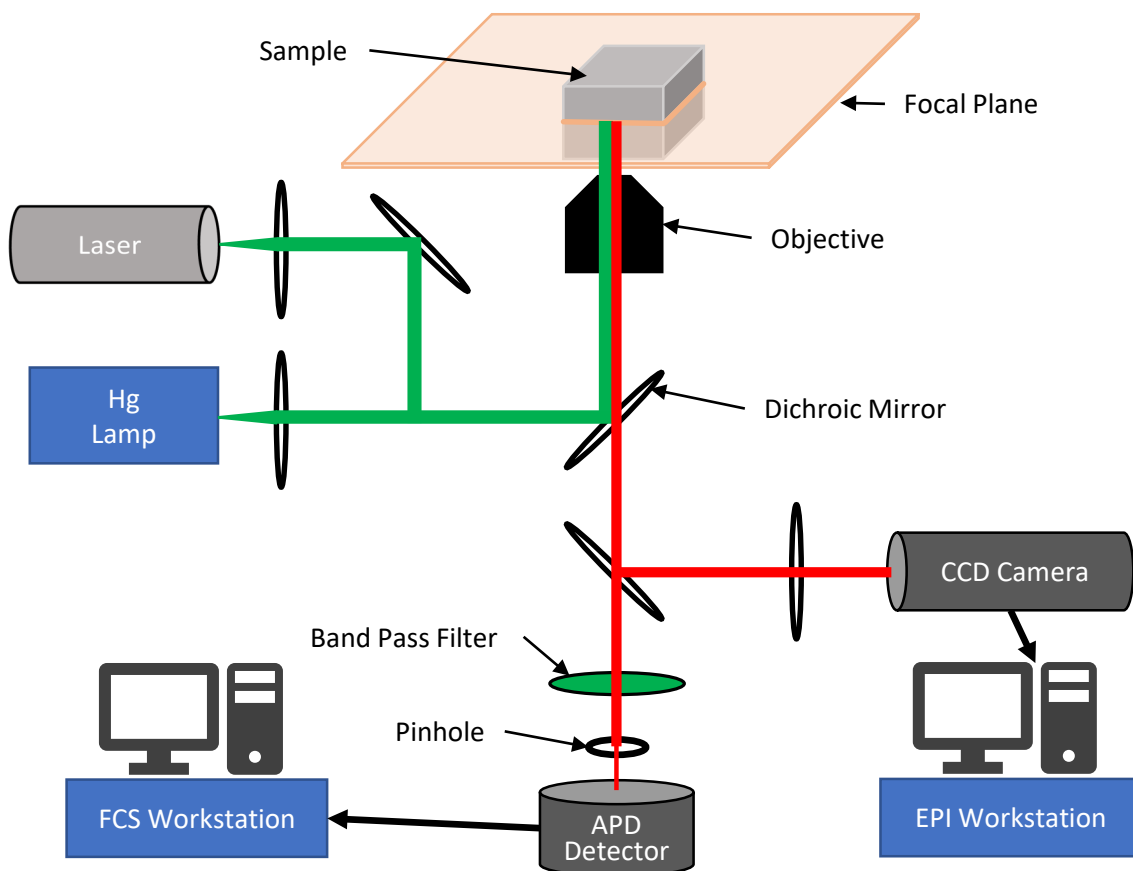 Sample
Focal Plane
Laser
Objective
Hg
Lamp
Dichroic Mirror
CCD Camera
Band Pass Filter
Pinhole
FCS Workstation
APD
Detector
EPI Workstation